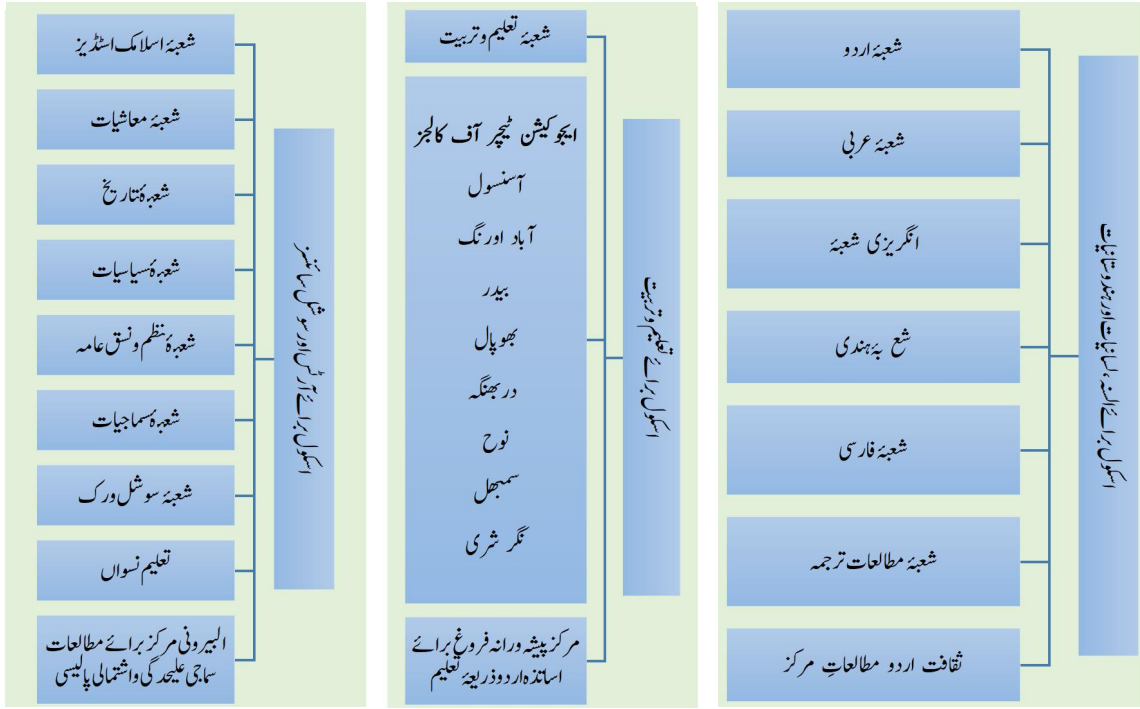 اسکول برائے السنہ، لسانیات اور ہندوستانیات
شعبۂ اردو
شعبۂ عربی
انگریزی شعبۂ
شع بۂ ہندی
شعبۂ فارسی
شعبۂ مطالعات ترجمہ
ثقافت اردو مطالعاتِ مرکز
اسکول برائے تعلیم و تربیت
شعبۂ تعلیم و تربیت
ایجوکیشن ٹیچر آف کالجز
آسنسول
آباد اورنگ
بیدر
بھوپال
دربھنگہ
نوح
سمبھل
نگر شری
مرکز پیشہ ورانہ فروغ برائے
اساتذہ اردو ذریعۂ تعلیم
اسکول برائے آرٹس اور سوشل سائنسز
شعبۂ اسلامک اسٹڈیز
شعبۂ معاشیات
شعبۂ تاریخ
شعبۂ سیاسیات
شعبۂ نظم و نسق عامہ
شعبۂ سماجیات
شعبۂ سوشل ورک
تعلیم نسواں
البیرونی مرکز برائے مطالعات
سماجی علیحدگی و اشتمالی پالیسی